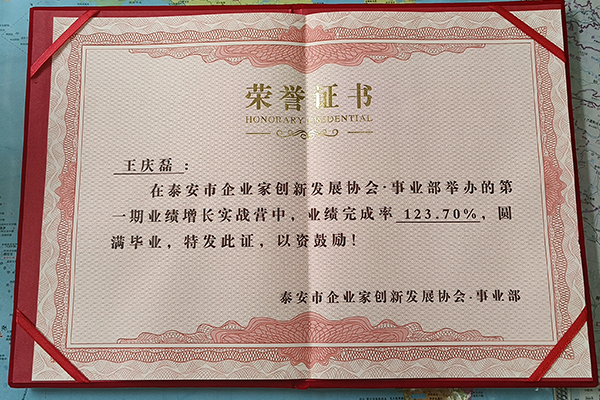 荣誉证书
HONORARY CREDENTIAL
王庆磊：
在泰安市企业家创新发展协会·事业部举办的第
一期业绩增长实战营中，业绩完成率 123.70%，圆
满毕业，特发此证，以资鼓励！
泰安市企业家创新发展协会·事业部